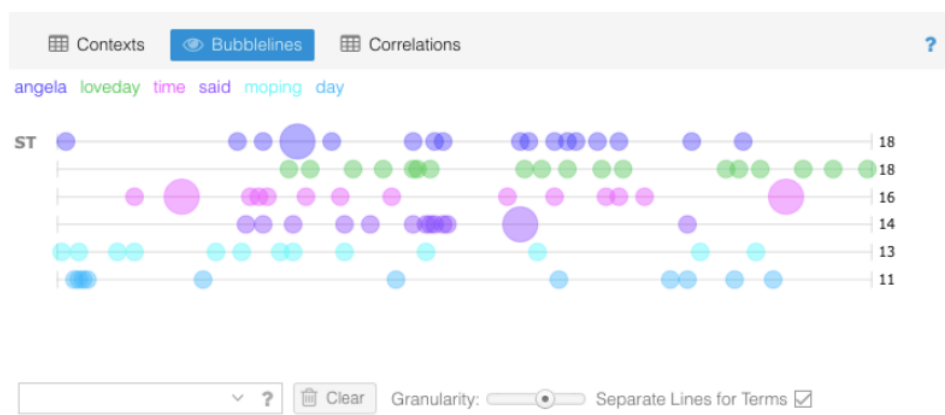 Contexts Bubblelines Correlations ?
angela loveday time said moping day
ST 18
18
16
14
13
11
? Clear Granularity: Separate Lines for Terms